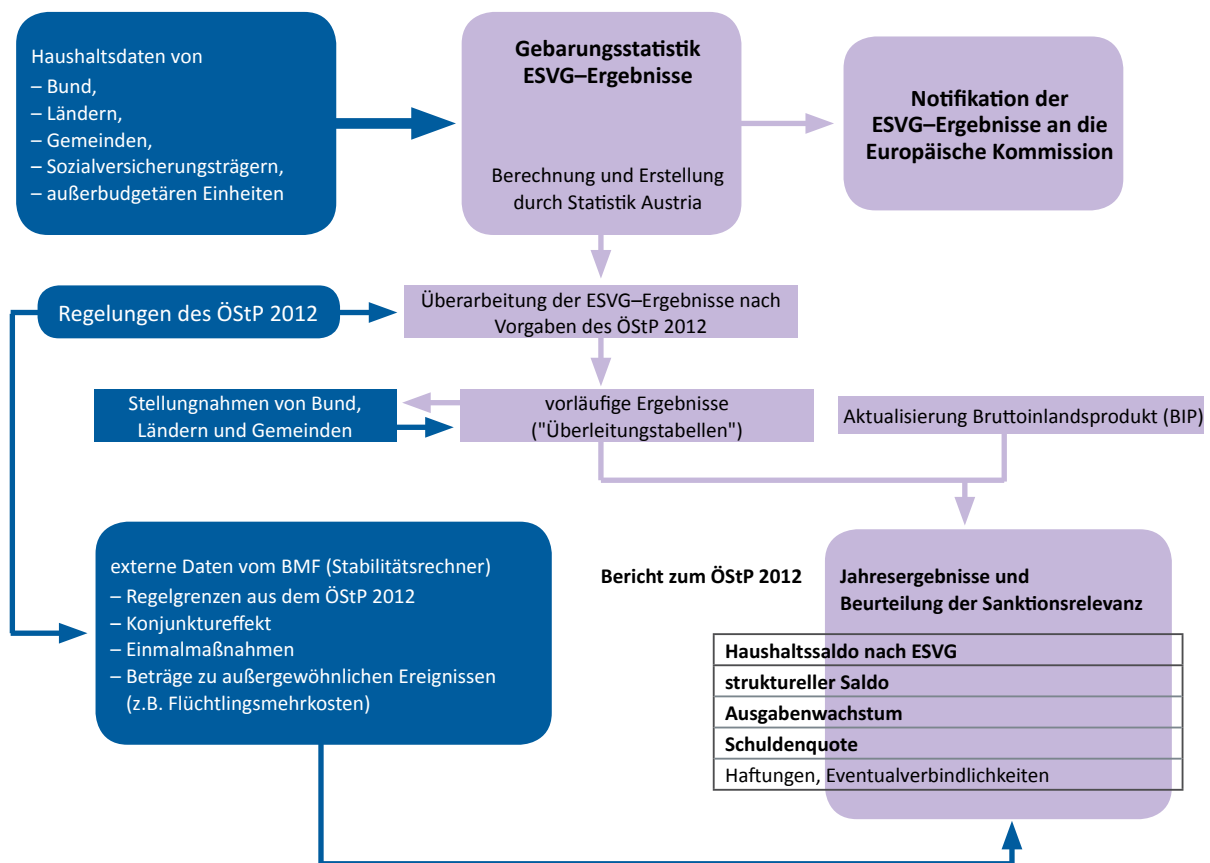 Haushaltsdaten von
– Bund,
– Ländern,
– Gemeinden,
– Sozialversicherungsträgern,
– außerbudgetären Einheiten
Gebarungsstatistik
ESVG–Ergebnisse
Berechnung und Erstellung
durch Statistik Austria
Notifikation der
ESVG–Ergebnisse an die
Europäische Kommission
Regelungen des ÖStP 2012
Überarbeitung der ESVG–Ergebnisse nach
Vorgaben des ÖStP 2012
Stellungnahmen von Bund,
Ländern und Gemeinden
vorläufige Ergebnisse
("Überleitungstabellen")
Aktualisierung Bruttoinlandsprodukt (BIP)
externe Daten vom BMF (Stabilitätsrechner)
– Regelgrenzen aus dem ÖStP 2012
– Konjunktureffekt
– Einmalmaßnahmen
– Beträge zu außergewöhnlichen Ereignissen
(z.B. Flüchtlingsmehrkosten)
Bericht zum ÖStP 2012
Jahresergebnisse und
Beurteilung der Sanktionsrelevanz
Haushaltssaldo nach ESVG
struktureller Saldo
Ausgabenwachstum
Schuldenquote
Haftungen, Eventualverbindlichkeiten